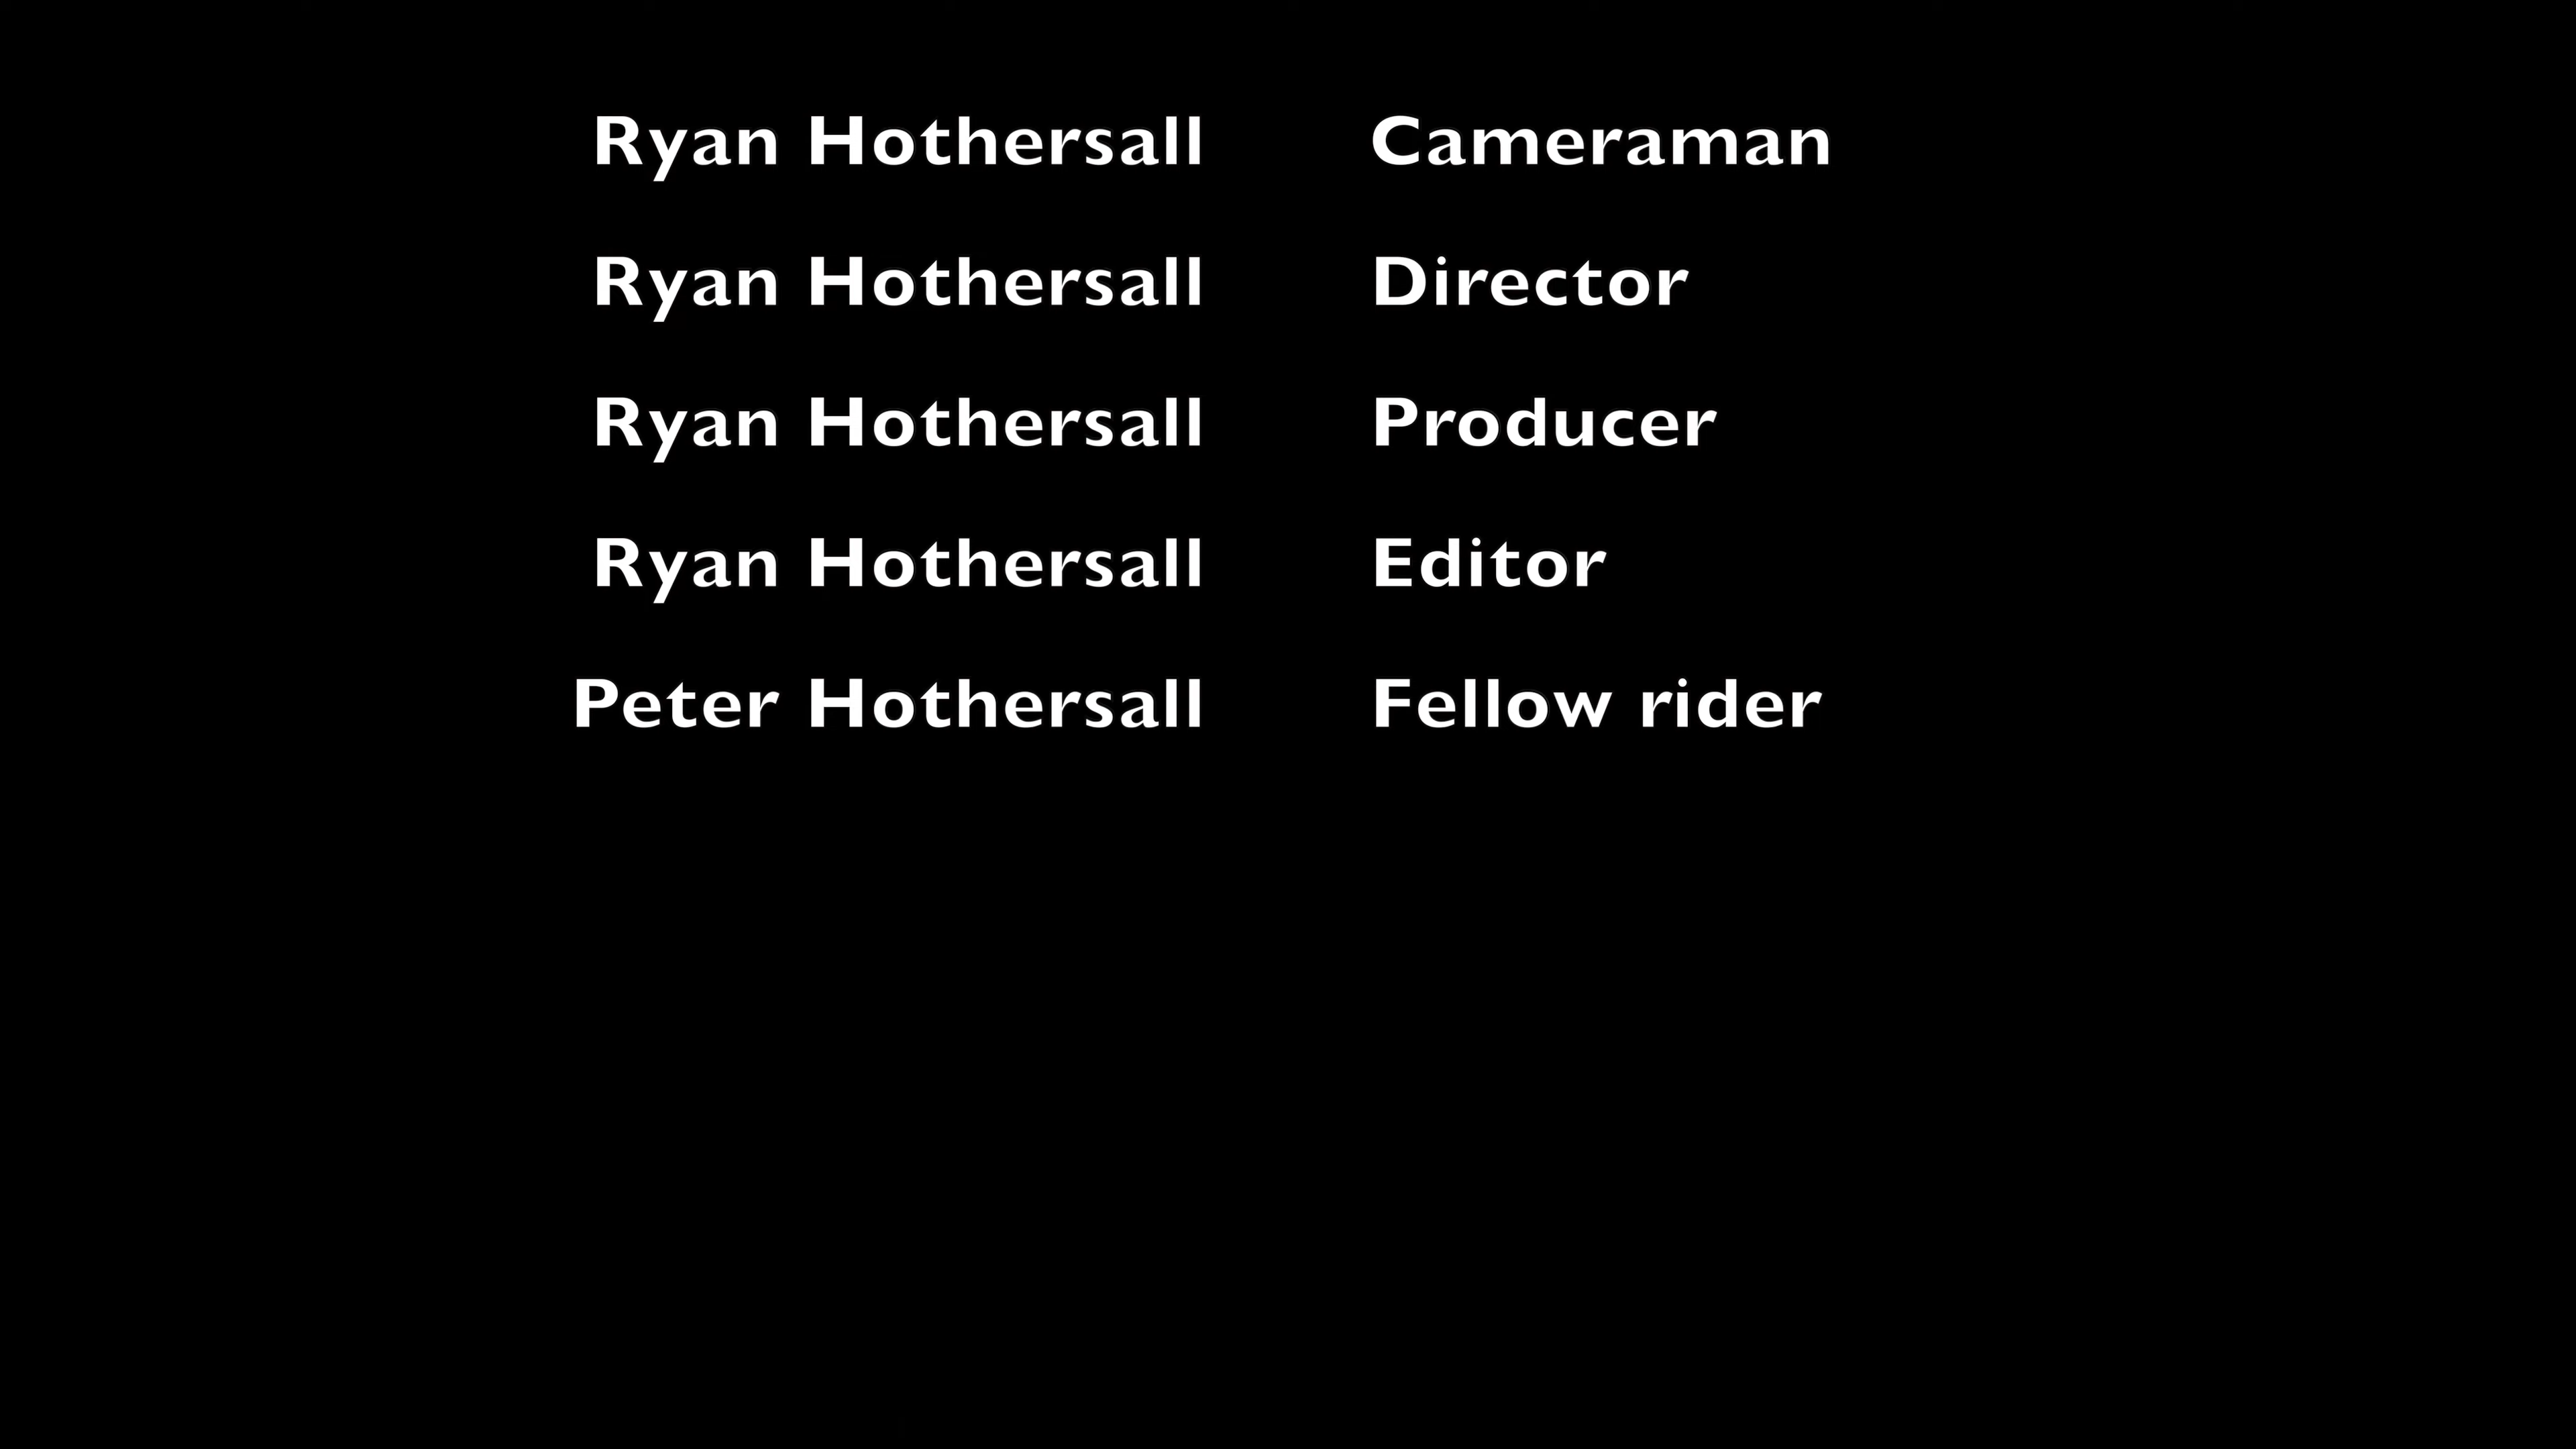 Ryan Hothersall Cameraman
Ryan Hothersall Director
Ryan Hothersall Producer
Ryan Hothersall Editor
Peter Hothersall Fellow rider